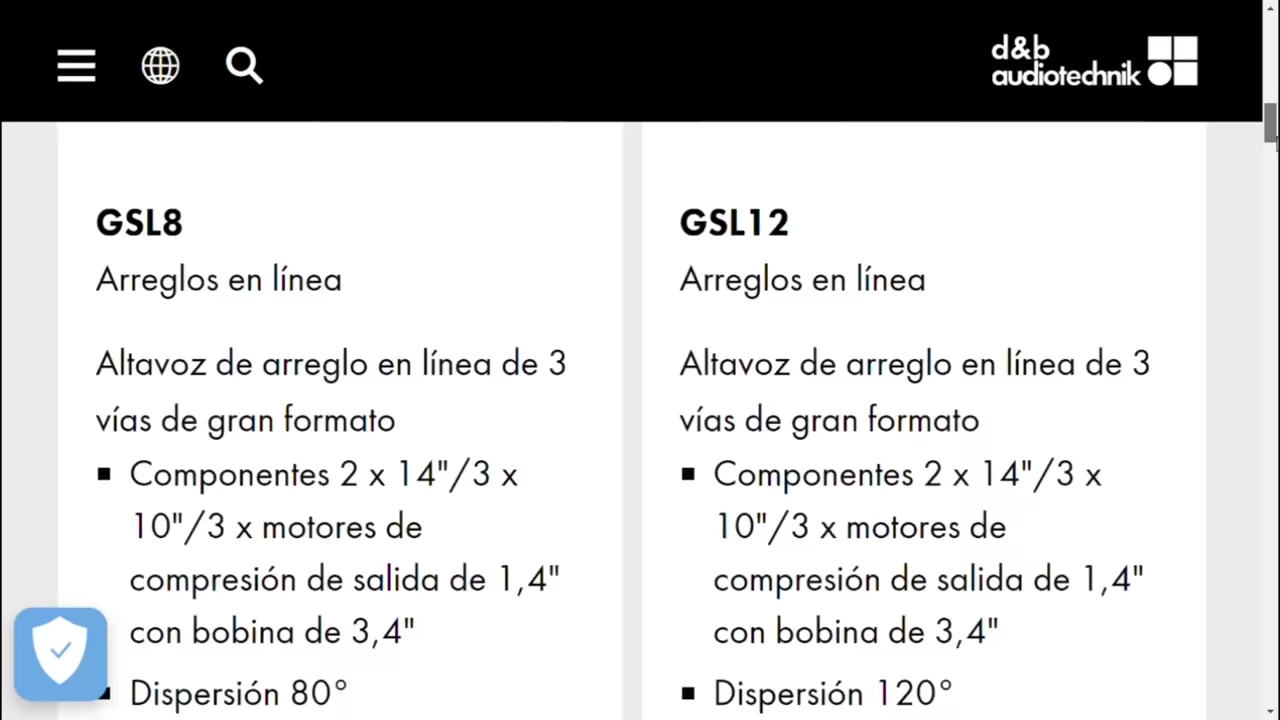 d&b
audiotechnik
GSL8
Arreglos en línea
Altavoz de arreglo en línea de 3
vías de gran formato
Componentes 2 x 14"/3 x
10"/3 x motores de
compresión de salida de 1,4"
con bobina de 3,4"
Dispersión 80°
GSL12
Arreglos en línea
Altavoz de arreglo en línea de 3
vías de gran formato
Componentes 2 x 14"/3 x
10"/3 x motores de
compresión de salida de 1,4"
con bobina de 3,4"
Dispersión 120°